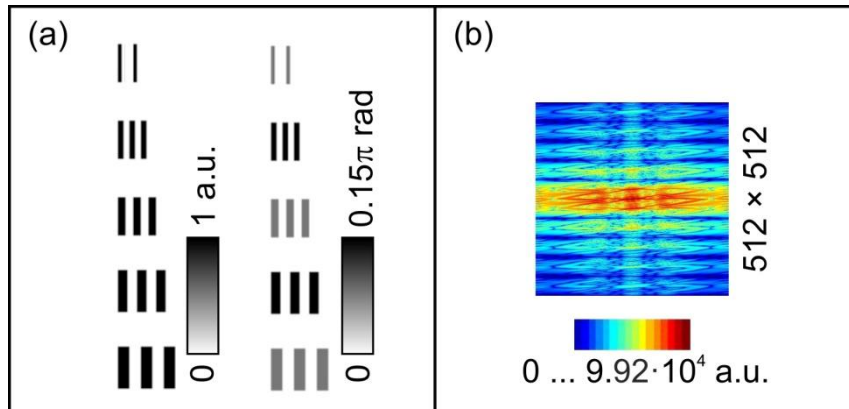 (a)
1 a.u.
0
0.15π rad
0
(b)
512 × 512
0 ... 9.92·10⁴ a.u.